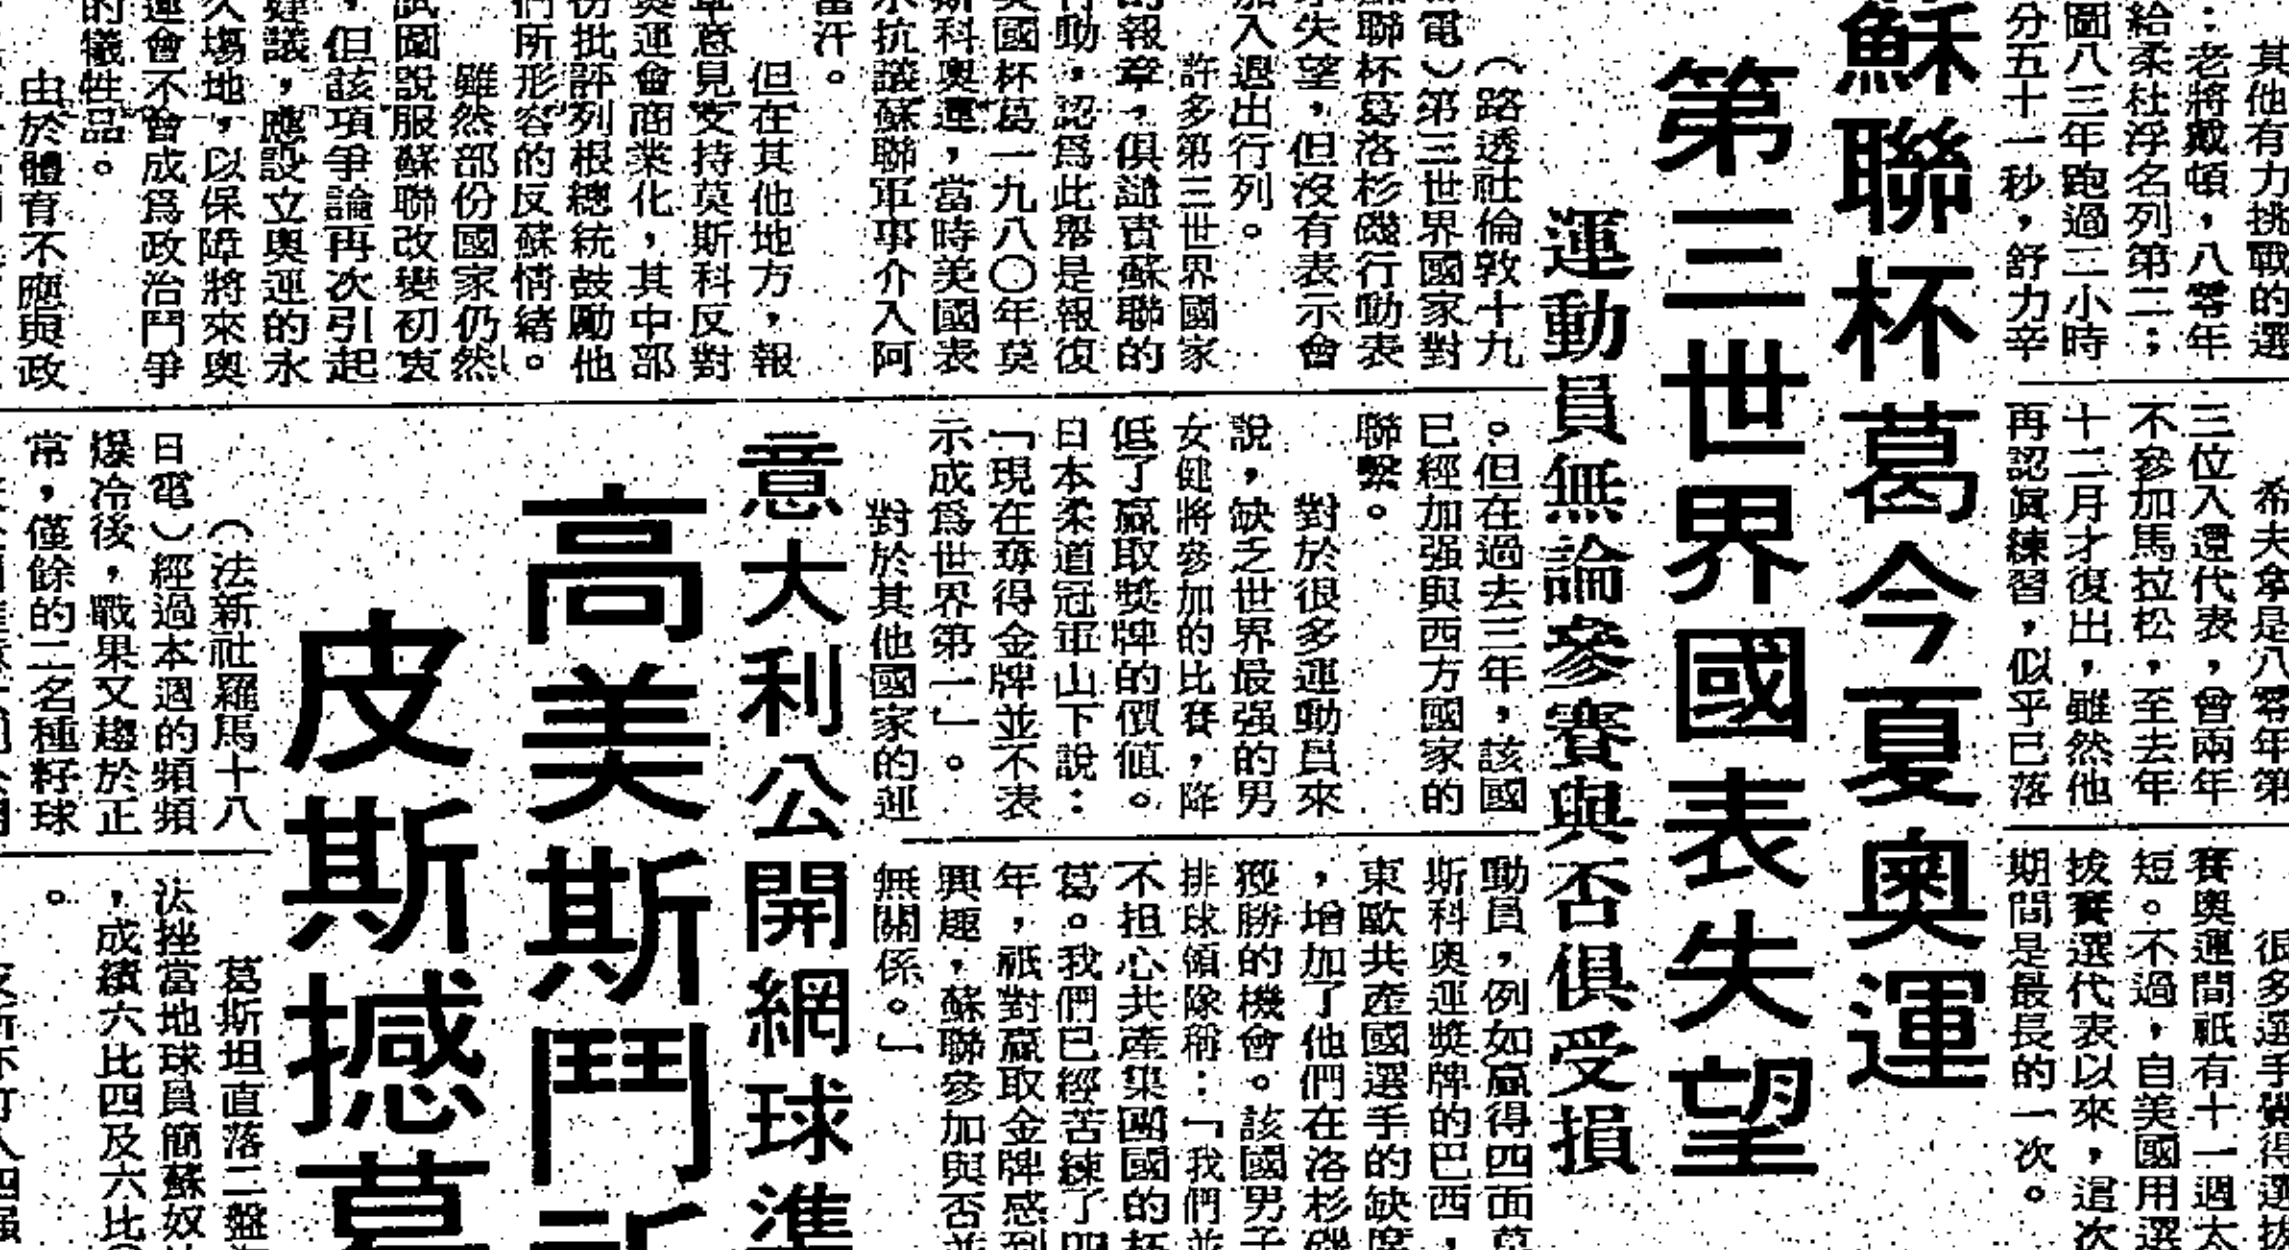 其他有力挑戰的選
：老將戴頓，八零年
給柔杜浮名列第二；
圖八三年跑過二小時
分五十一秒，舒力辛
希夫拿是八零年第
三位入選代表，曾兩年
不參加馬拉松，至去年
十二月才復出，雖然他
再認眞練習，似乎已落
很多選手覺得選拔
賽奧運間祇有十一週太
短。不過，自美國用選
拔賽選代表以來，這次
期間是最長的一次。
蘇聯杯葛今夏奧運
第三世界國表失望
運動員無論參賽與否俱受損
（路透社倫敦十九
電）第三世界國家對
蘇聯杯葛洛杉磯行動表
示失望，但沒有表示會
加入退出行列。
許多第三世界國家
的報章，俱譴責蘇聯的
行動，認爲此舉是報復
美國杯葛一九八〇年莫
斯科奧運，當時美國表
示抗議蘇聯軍事介入阿
富汗。
但在其他地方，報
章意見支持莫斯科反對
奧運會商業化，其中部
份批評列根總統鼓勵他
們所形容的反蘇情緒。
雖然部份國家仍然
試圖說服蘇聯改變初衷
，但該項爭論再次引起
建議，應設立奧運的永
久場地，以保障將來奧
運會不會成爲政治鬥爭
的犧牲品。
由於體育不應與政
。但在過去三年，該國
已經加强與西方國家的
聯繫。
對於很多運動員來
說，缺乏世界最强的男
女健將參加的比賽，降
低了贏取獎牌的價値。
日本柔道冠軍山下說：
「現在奪得金牌並不表
示成爲世界第一」。
對於其他國家的運
動員，例如贏得四面莫
斯科奧運獎牌的巴西，
東歐共產國選手的缺席
，增加了他們在洛杉磯
獲勝的機會。該國男子
排球領隊稱：「我們並
不担心共產集團國的杯
葛。我們已經苦練了四
年，祇對贏取金牌感到
興趣，蘇聯參加與否並
無關係。」
意大利公開網球準
高美斯鬥
皮斯撼葛
（法新社羅馬十八
日電）經過本週的頻頻
爆冷後，戰果又趨於正
常，僅餘的二名種籽球
葛斯坦直落二盤
汰挫當地球員簡蘇奴
，成績六比四及六比
。